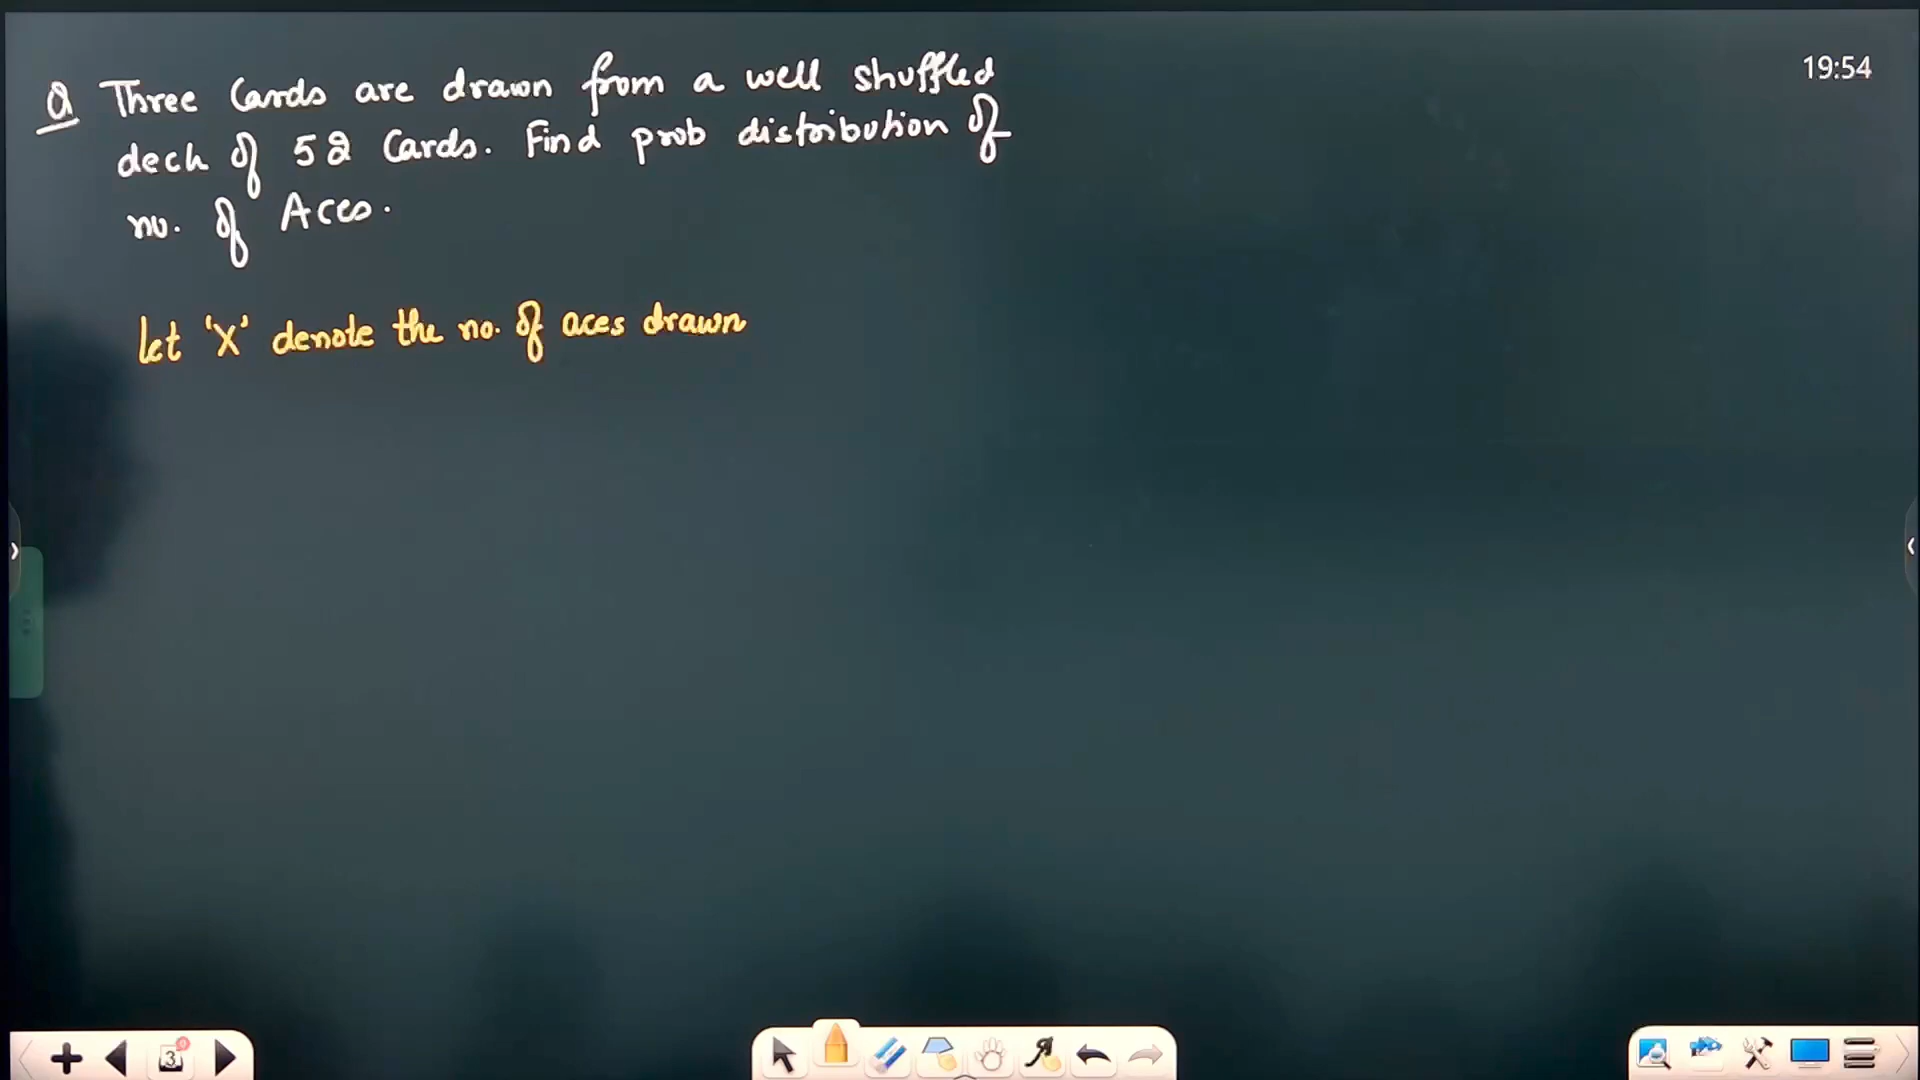 19:54
Q Three Cards are drawn from a well shuffled
deck of 52 Cards. Find prob distribution of
no. of Aces.
Let 'X' denote the no. of aces drawn
3